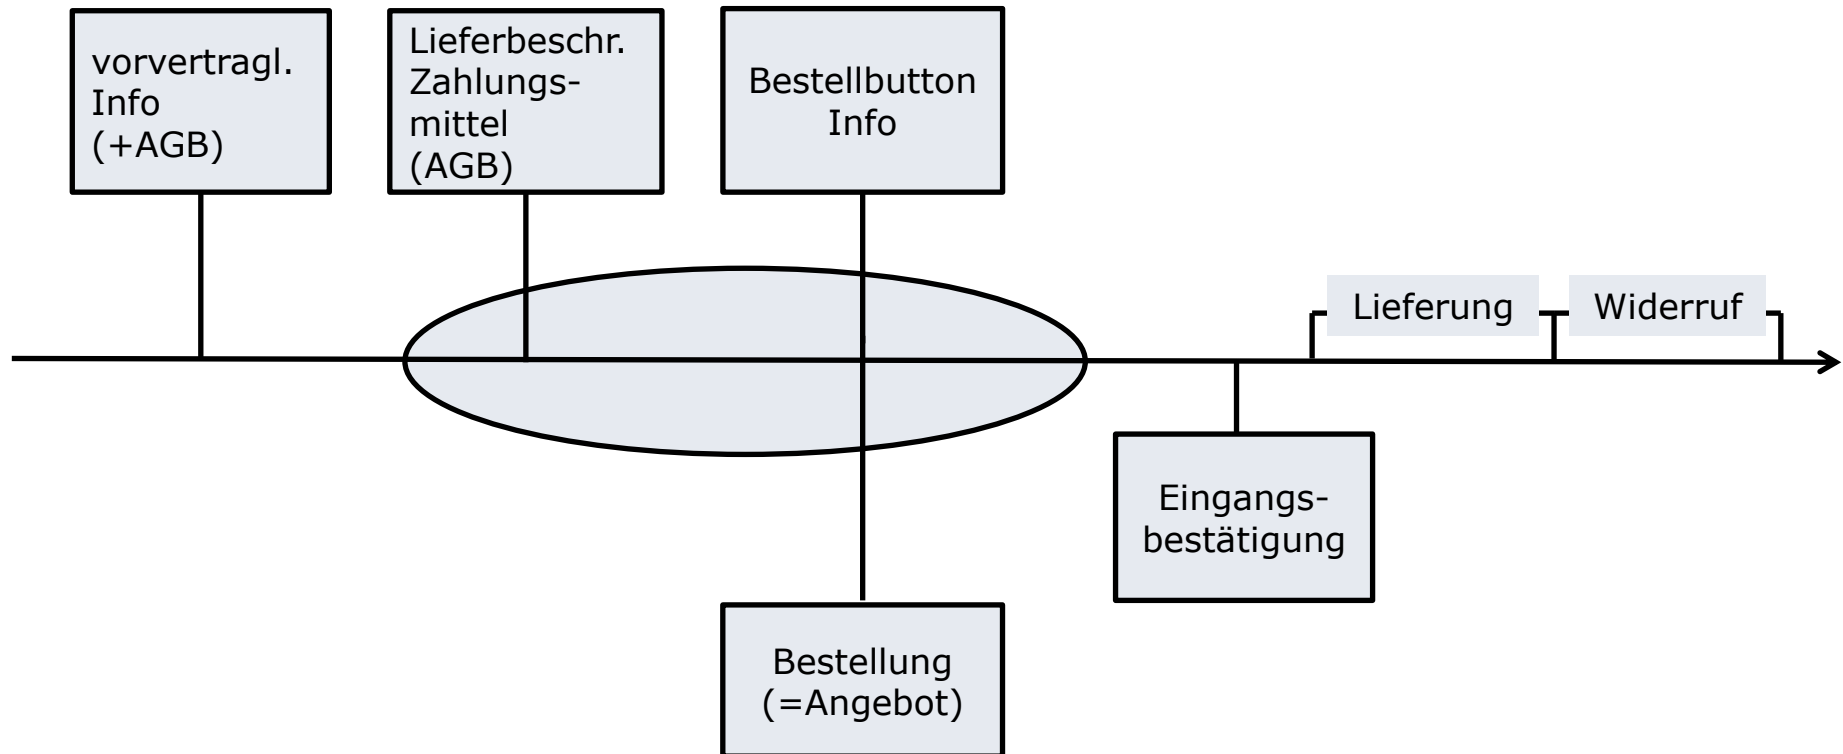 vorvertragl.
Info
(+AGB)
Lieferbeschr.
Zahlungs-
mittel
(AGB)
Bestellbutton
Info
Lieferung
Widerruf
Eingangs-
bestätigung
Bestellung
(=Angebot)